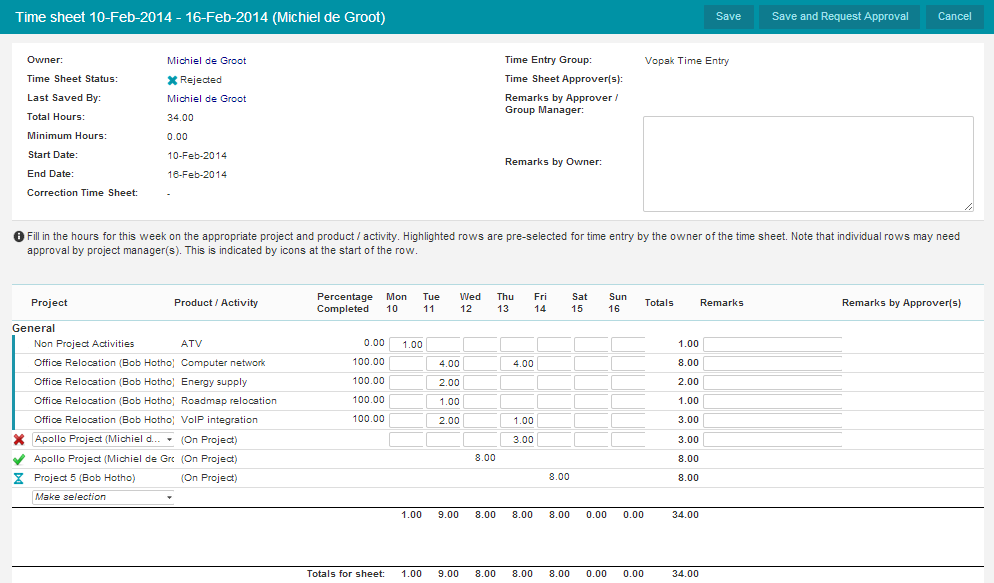 Time sheet 10-Feb-2014 - 16-Feb-2014 (Michiel de Groot) Save Save and Request Approval Cancel
Owner: Michiel de Groot Time Entry Group: Vopak Time Entry
Time Sheet Status: Rejected Time Sheet Approver(s):
Last Saved By: Michiel de Groot Remarks by Approver /
Group Manager:
Total Hours: 34.00
Minimum Hours: 0.00
Start Date: 10-Feb-2014 Remarks by Owner:
End Date: 16-Feb-2014
Correction Time Sheet: -
Fill in the hours for this week on the appropriate project and product / activity. Highlighted rows are pre-selected for time entry by the owner of the time sheet. Note that individual rows may need
approval by project manager(s). This is indicated by icons at the start of the row.
Project Product / Activity Percentage Completed Mon 10 Tue 11 Wed 12 Thu 13 Fri 14 Sat 15 Sun 16 Totals Remarks Remarks by Approver(s)
General
Non Project Activities ATV 0.00 1.00 1.00
Office Relocation (Bob Hotho) Computer network 100.00 4.00 4.00 8.00
Office Relocation (Bob Hotho) Energy supply 100.00 2.00 2.00
Office Relocation (Bob Hotho) Roadmap relocation 100.00 1.00 1.00
Office Relocation (Bob Hotho) VoIP integration 100.00 2.00 1.00 3.00
Apollo Project (Michiel d... (On Project) 3.00 3.00
Apollo Project (Michiel de Grc (On Project) 8.00 8.00
Project 5 (Bob Hotho) (On Project) 8.00 8.00
Make selection
1.00 9.00 8.00 8.00 8.00 0.00 0.00 34.00
Totals for sheet: 1.00 9.00 8.00 8.00 8.00 0.00 0.00 34.00